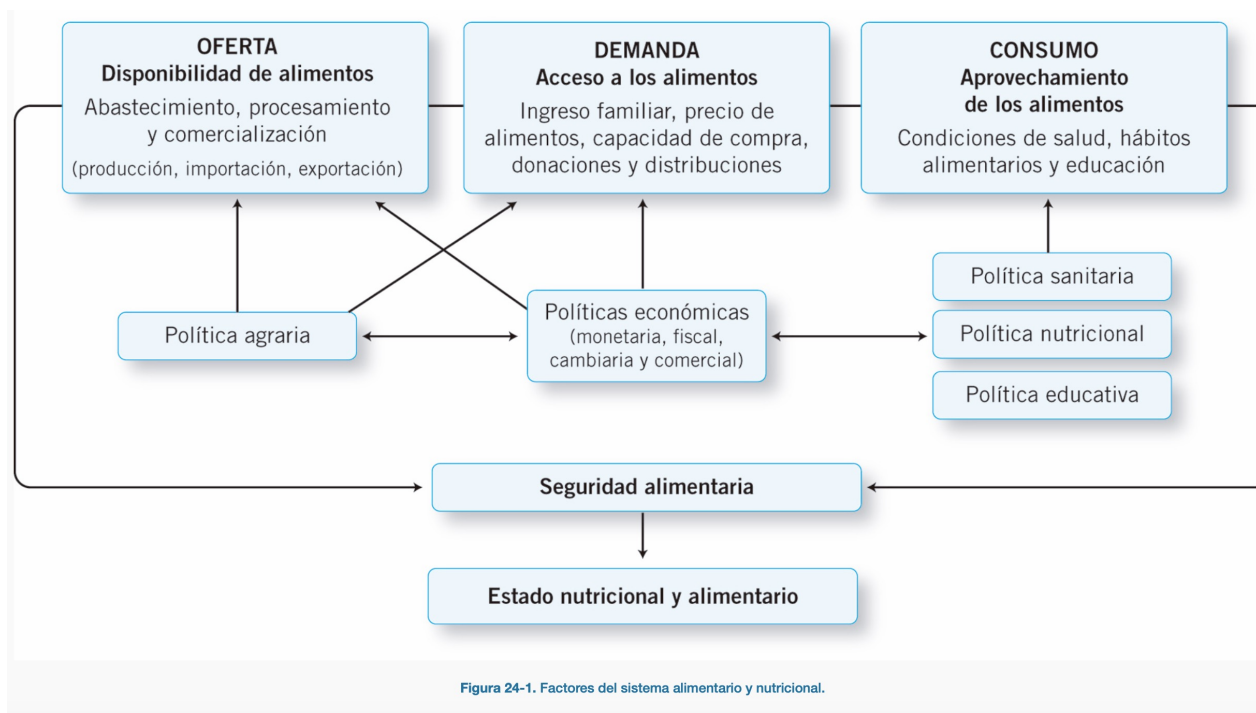 OFERTA
Disponibilidad de alimentos
Abastecimiento, procesamiento
y comercialización
(producción, importación, exportación)
DEMANDA
Acceso a los alimentos
Ingreso familiar, precio de
alimentos, capacidad de compra,
donaciones y distribuciones
CONSUMO
Aprovechamiento
de los alimentos
Condiciones de salud, hábitos
alimentarios y educación
Política agraria
Políticas económicas
(monetaria, fiscal,
cambiaria y comercial)
Política sanitaria
Política nutricional
Política educativa
Seguridad alimentaria
Estado nutricional y alimentario
Figura 24-1. Factores del sistema alimentario y nutricional.